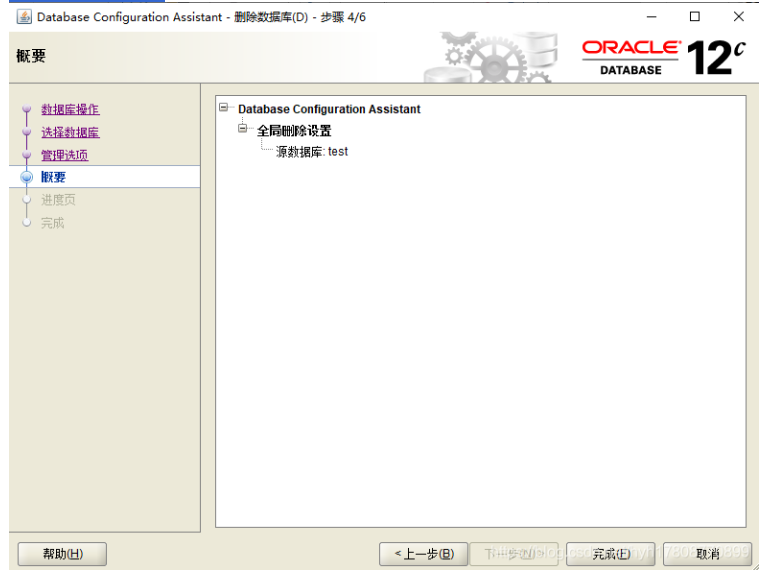 Database Configuration Assistant - 删除数据库(D) - 步骤 4/6
概要
ORACLE
DATABASE
12c
数据库操作
选择数据库
管理选项
概要
进度页
完成
Database Configuration Assistant
全局删除设置
源数据库: test
帮助(H)
< 上一步(B)
下一步(N) >
完成(F)
取消